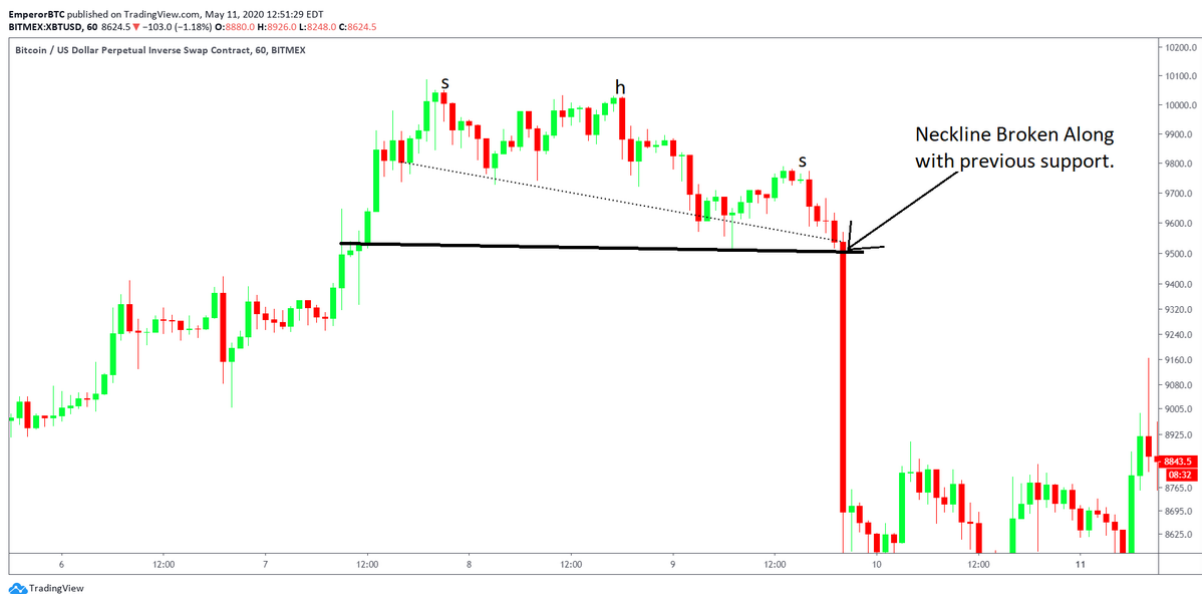 EmperorBTC published on TradingView.com, May 11, 2020 12:51:29 EDT
BITMEX:XBTUSD, 60 8624.5 ▼ −103.0 (−1.18%) O:8880.0 H:8926.0 L:8248.0 C:8624.5
Bitcoin / US Dollar Perpetual Inverse Swap Contract, 60, BITMEX
s
h
s
Neckline Broken Along
with previous support.
10200.0
10100.0
10000.0
9900.0
9800.0
9700.0
9600.0
9500.0
9400.0
9320.0
9240.0
9160.0
9080.0
9005.0
8925.0
8843.5
08:32
8765.0
8695.0
8625.0
6 12:00 7 12:00 8 12:00 9 12:00 10 12:00 11
TradingView